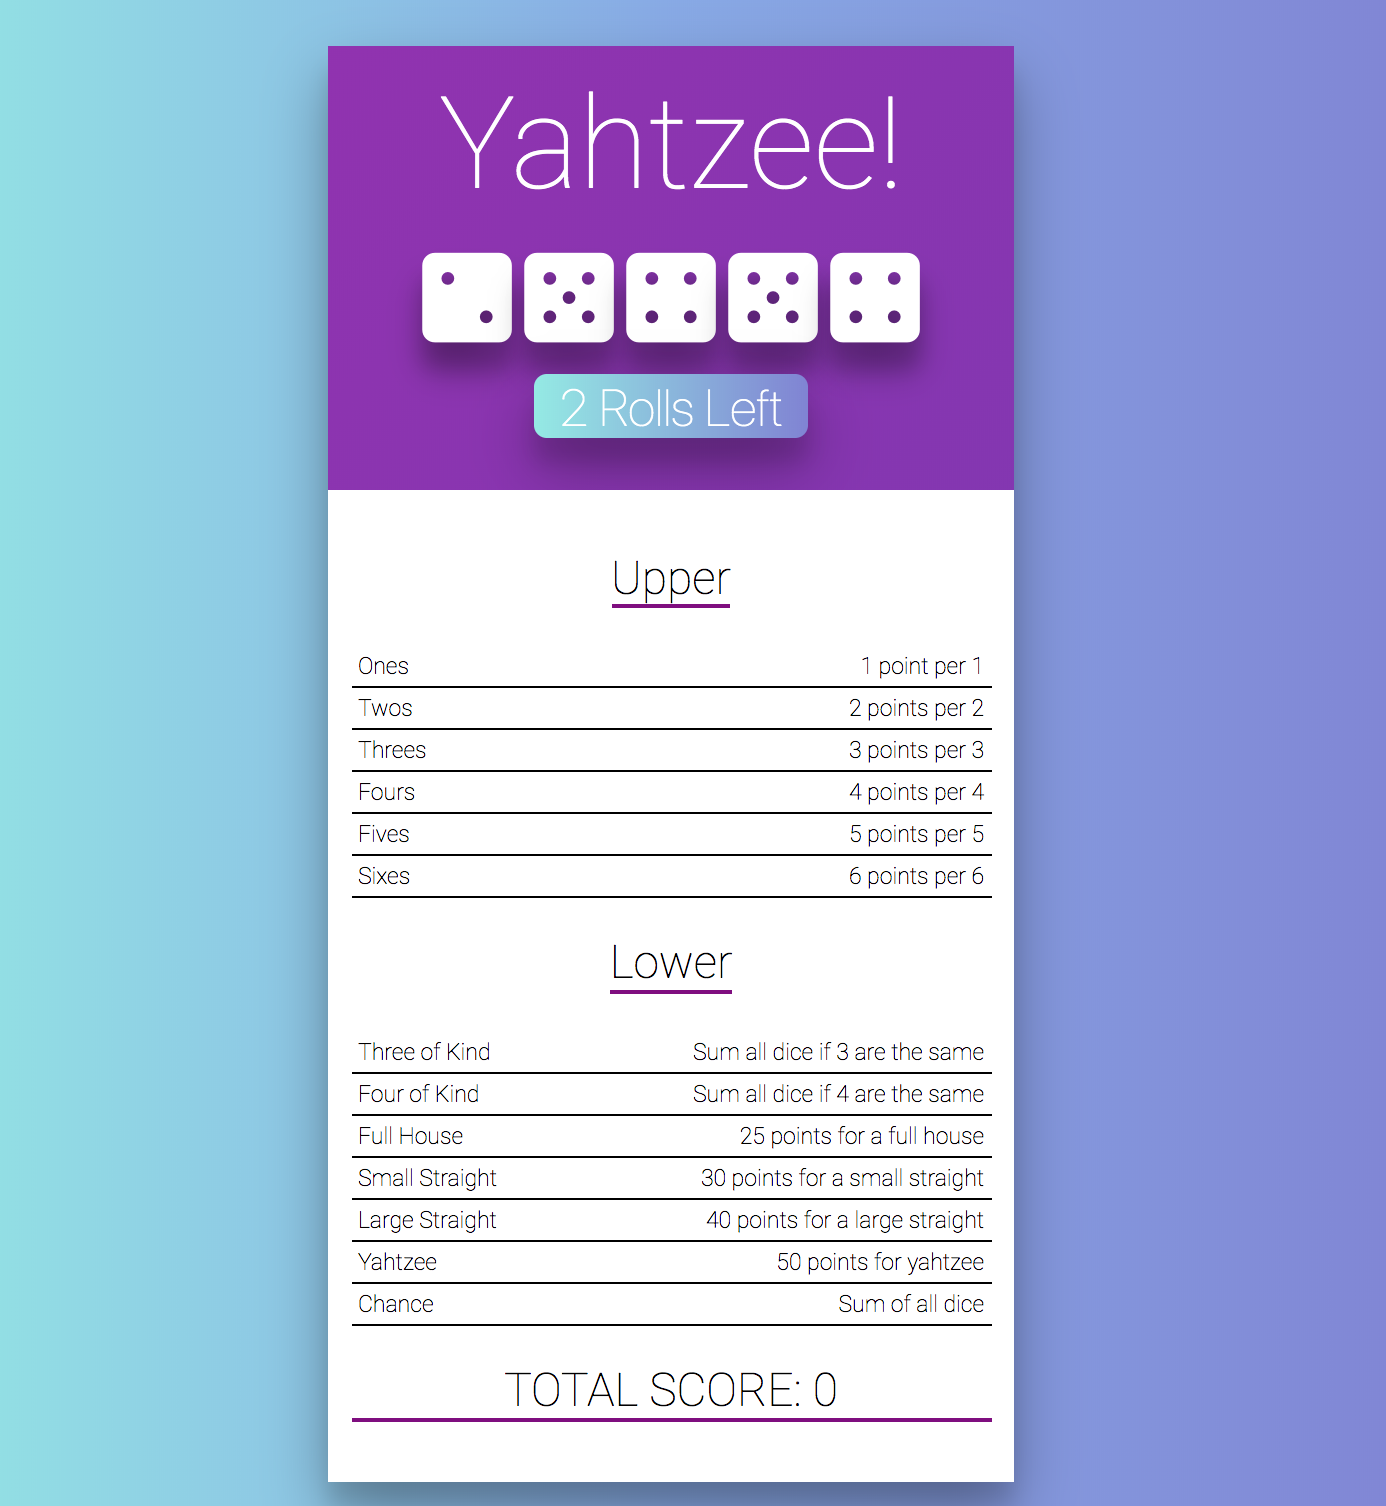 Yahtzee!
2 Rolls Left
Upper
Ones 1 point per 1
Twos 2 points per 2
Threes 3 points per 3
Fours 4 points per 4
Fives 5 points per 5
Sixes 6 points per 6
Lower
Three of Kind Sum all dice if 3 are the same
Four of Kind Sum all dice if 4 are the same
Full House 25 points for a full house
Small Straight 30 points for a small straight
Large Straight 40 points for a large straight
Yahtzee 50 points for yahtzee
Chance Sum of all dice
TOTAL SCORE: 0